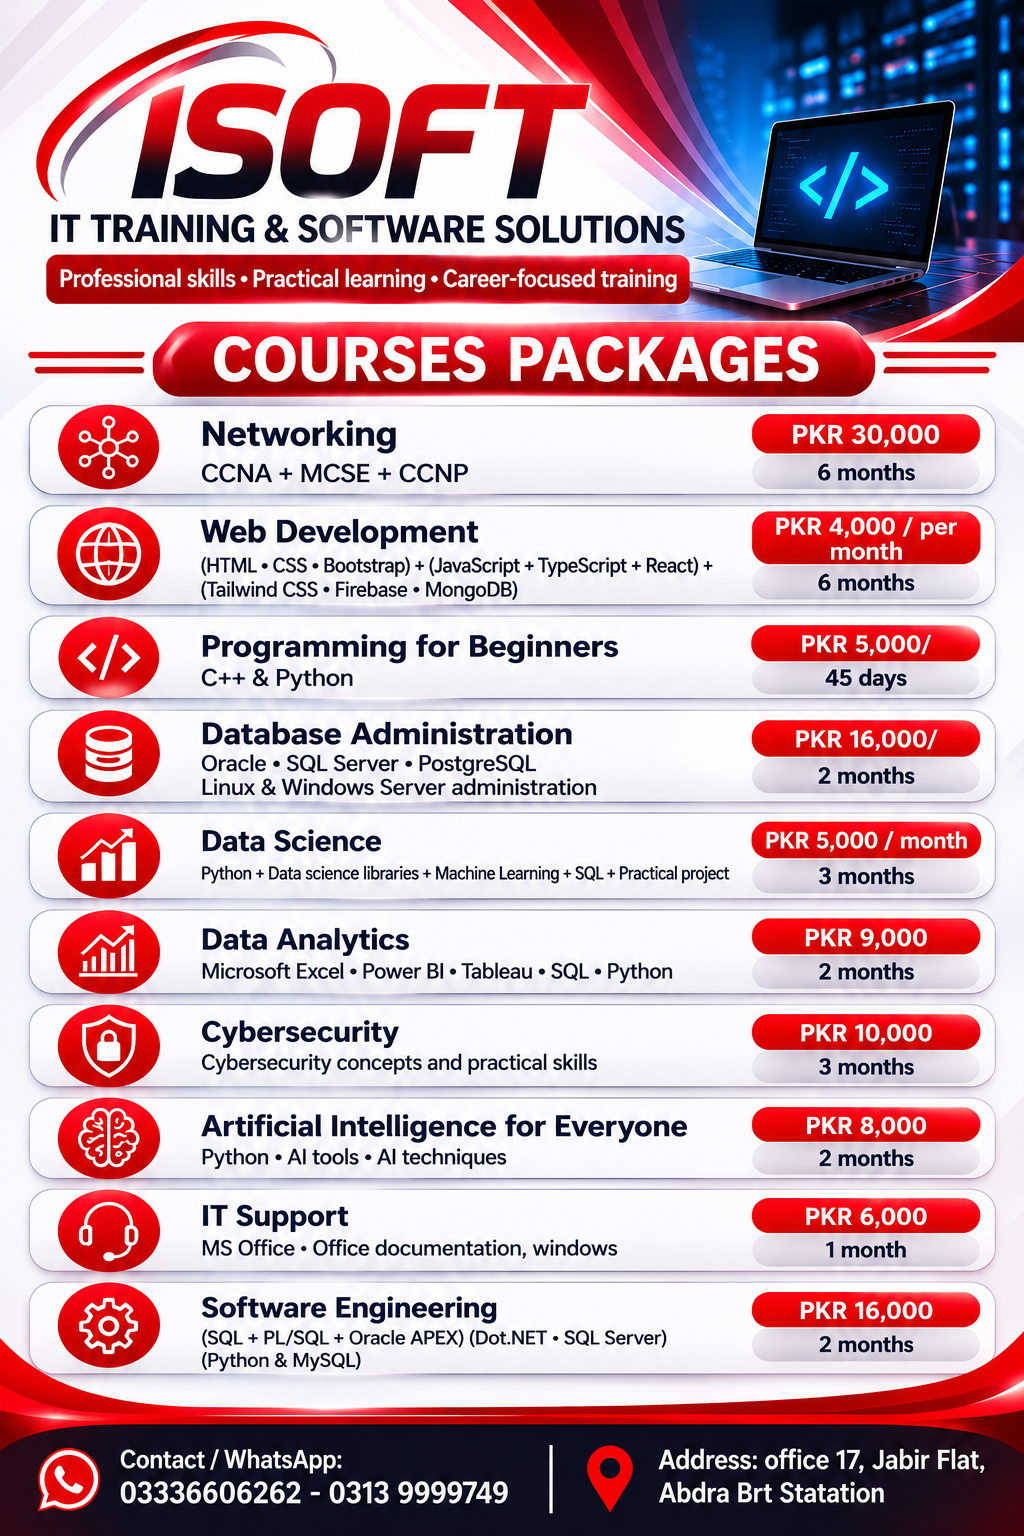 ISOFT
IT TRAINING & SOFTWARE SOLUTIONS
Professional skills • Practical learning • Career-focused training
COURSES PACKAGES
Networking
CCNA + MCSE + CCNP
PKR 30,000
6 months
Web Development
(HTML • CSS • Bootstrap) + (JavaScript + TypeScript + React) +
(Tailwind CSS • Firebase • MongoDB)
PKR 4,000 / per
month
6 months
Programming for Beginners
C++ & Python
PKR 5,000/
45 days
Database Administration
Oracle • SQL Server • PostgreSQL
Linux & Windows Server administration
PKR 16,000/
2 months
Data Science
Python + Data science libraries + Machine Learning + SQL + Practical project
PKR 5,000 / month
3 months
Data Analytics
Microsoft Excel • Power BI • Tableau • SQL • Python
PKR 9,000
2 months
Cybersecurity
Cybersecurity concepts and practical skills
PKR 10,000
3 months
Artificial Intelligence for Everyone
Python • AI tools • AI techniques
PKR 8,000
2 months
IT Support
MS Office • Office documentation, windows
PKR 6,000
1 month
Software Engineering
(SQL + PL/SQL + Oracle APEX) (Dot.NET • SQL Server)
(Python & MySQL)
PKR 16,000
2 months
Contact / WhatsApp:
03336606262 - 0313 9999749
Address: office 17, Jabir Flat,
Abdra Brt Statation